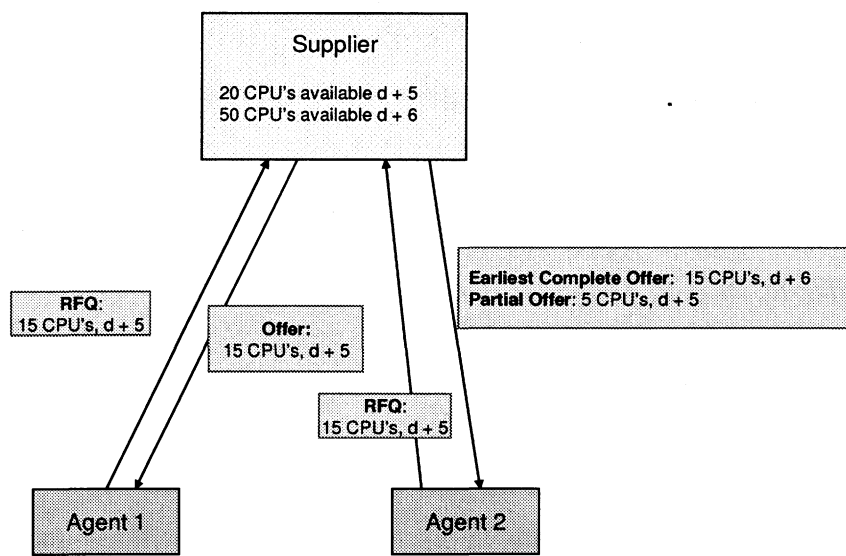 Supplier
20 CPU's available d + 5
50 CPU's available d + 6
Earliest Complete Offer: 15 CPU's, d + 6
Partial Offer: 5 CPU's, d + 5
RFQ:
15 CPU's, d + 5
Offer:
15 CPU's, d + 5
RFQ:
15 CPU's, d + 5
Agent 1
Agent 2